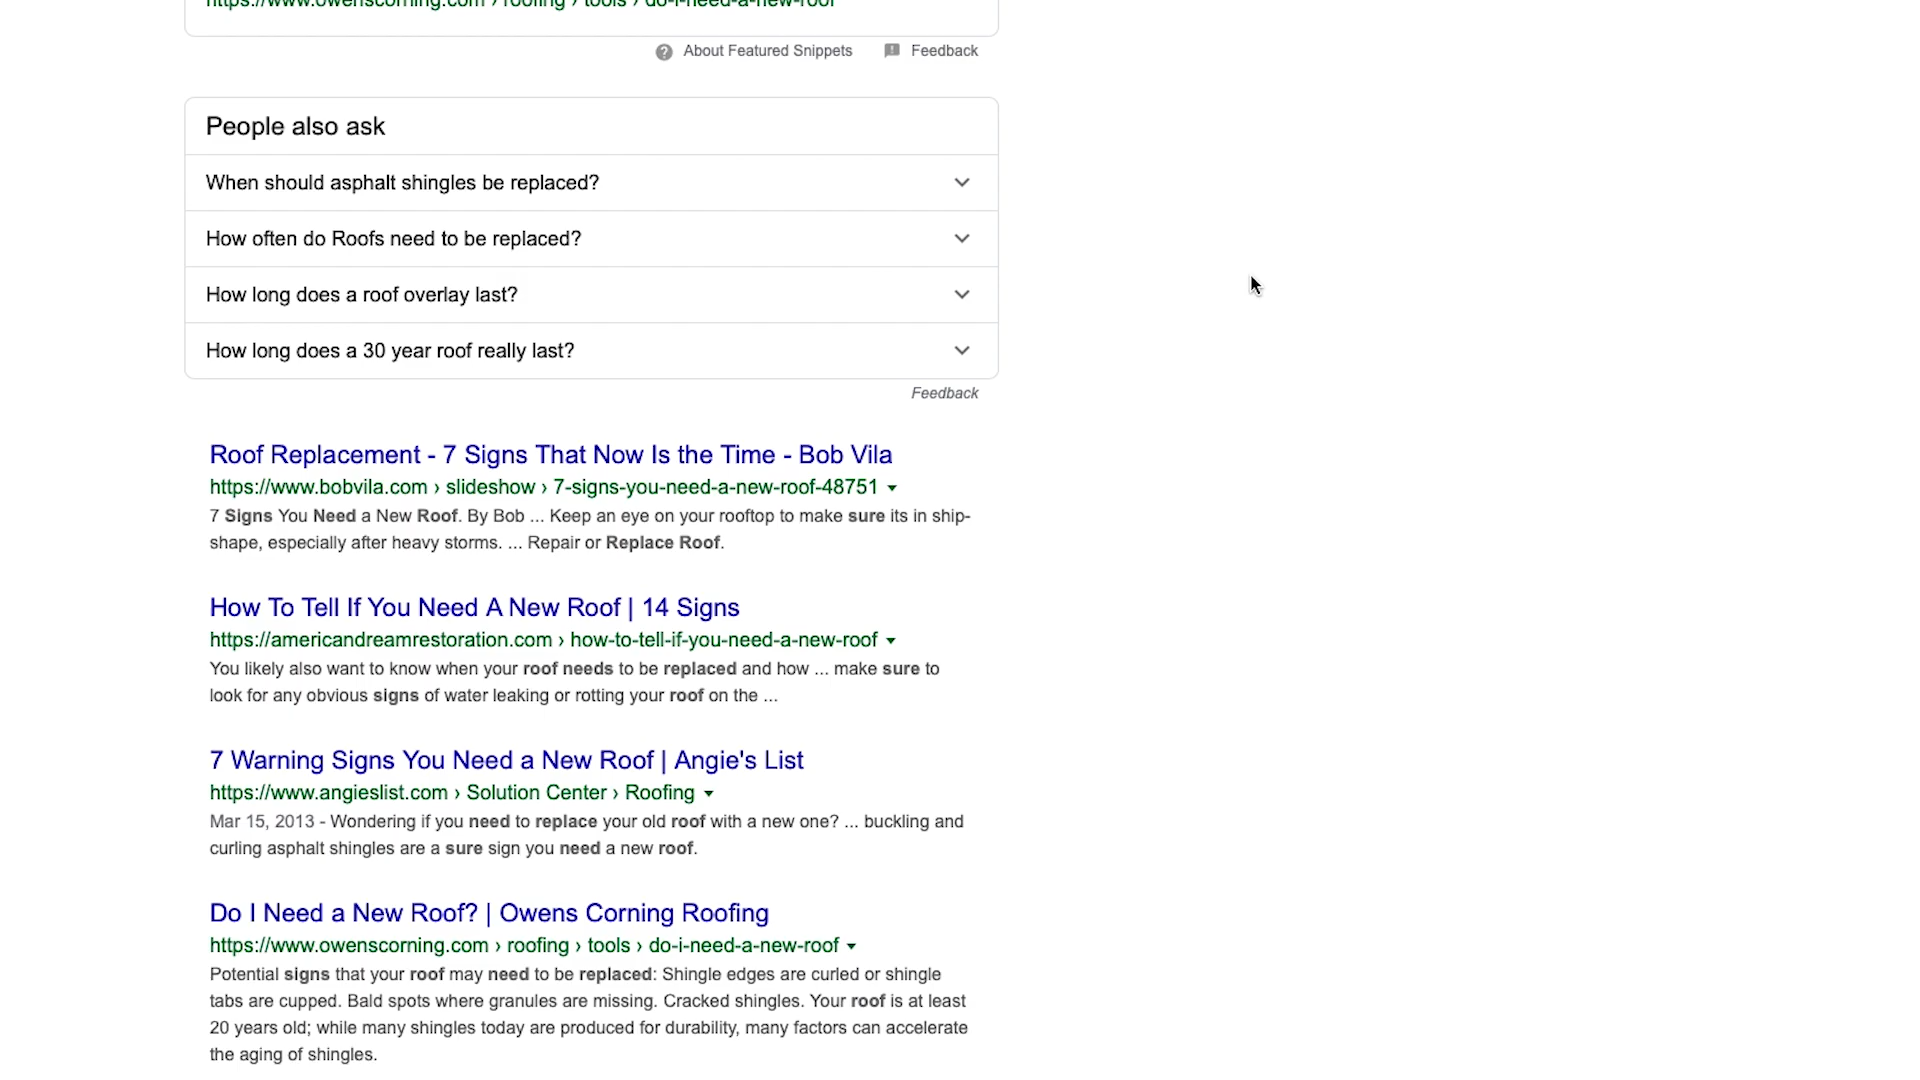 https://www.owenscorning.com › roofing › tools › do-i-need-a-new-roof
About Featured Snippets Feedback
People also ask
When should asphalt shingles be replaced?
How often do Roofs need to be replaced?
How long does a roof overlay last?
How long does a 30 year roof really last?
Feedback
Roof Replacement - 7 Signs That Now Is the Time - Bob Vila
https://www.bobvila.com › slideshow › 7-signs-you-need-a-new-roof-48751
7 Signs You Need a New Roof. By Bob ... Keep an eye on your rooftop to make sure its in ship-
shape, especially after heavy storms. ... Repair or Replace Roof.
How To Tell If You Need A New Roof | 14 Signs
https://americandreamrestoration.com › how-to-tell-if-you-need-a-new-roof
You likely also want to know when your roof needs to be replaced and how ... make sure to
look for any obvious signs of water leaking or rotting your roof on the ...
7 Warning Signs You Need a New Roof | Angie's List
https://www.angieslist.com › Solution Center › Roofing
Mar 15, 2013 - Wondering if you need to replace your old roof with a new one? ... buckling and
curling asphalt shingles are a sure sign you need a new roof.
Do I Need a New Roof? | Owens Corning Roofing
https://www.owenscorning.com › roofing › tools › do-i-need-a-new-roof
Potential signs that your roof may need to be replaced: Shingle edges are curled or shingle
tabs are cupped. Bald spots where granules are missing. Cracked shingles. Your roof is at least
20 years old; while many shingles today are produced for durability, many factors can accelerate
the aging of shingles.